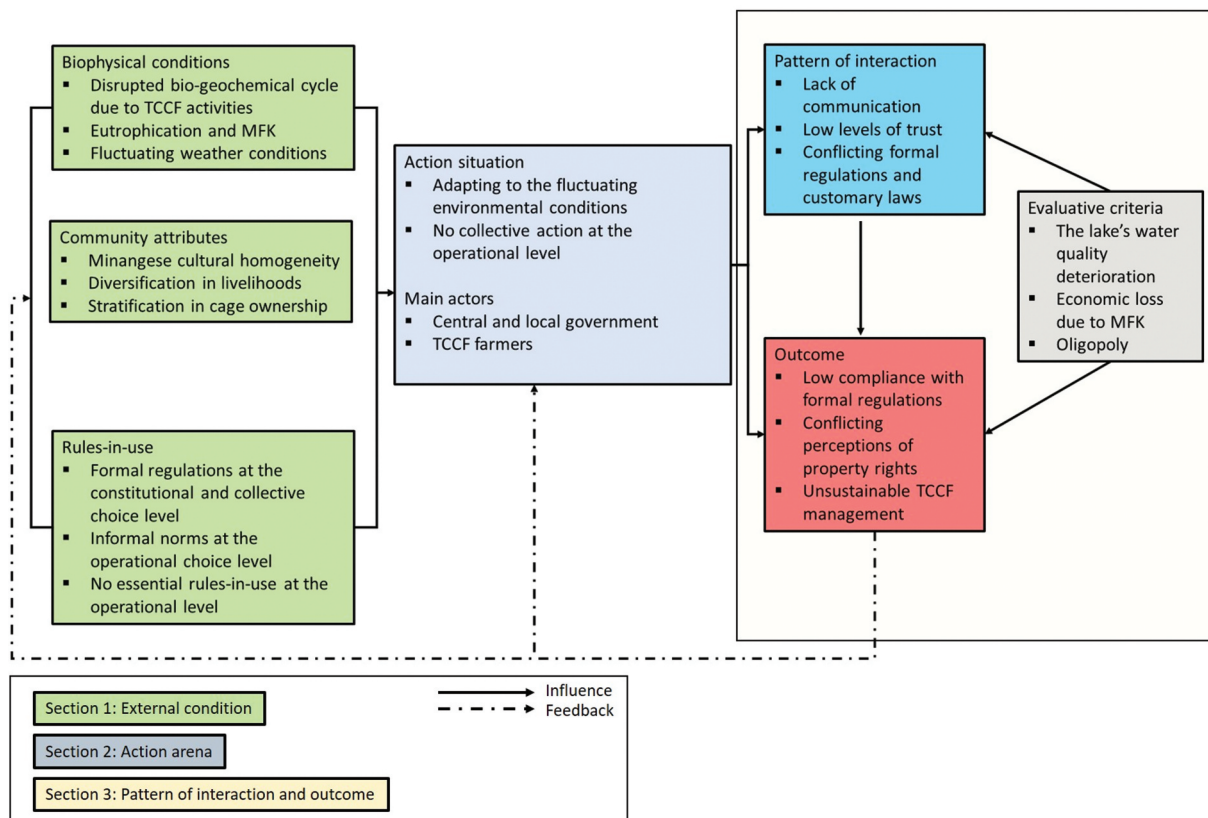 Biophysical conditions
▪ Disrupted bio-geochemical cycle
due to TCCF activities
▪ Eutrophication and MFK
▪ Fluctuating weather conditions
Community attributes
▪ Minangese cultural homogeneity
▪ Diversification in livelihoods
▪ Stratification in cage ownership
Rules-in-use
▪ Formal regulations at the
constitutional and collective
choice level
▪ Informal norms at the
operational choice level
▪ No essential rules-in-use at the
operational level
Action situation
▪ Adapting to the fluctuating
environmental conditions
▪ No collective action at the
operational level
Main actors
▪ Central and local government
▪ TCCF farmers
Pattern of interaction
▪ Lack of
communication
▪ Low levels of trust
▪ Conflicting formal
regulations and
customary laws
Outcome
▪ Low compliance with
formal regulations
▪ Conflicting
perceptions of
property rights
▪ Unsustainable TCCF
management
Evaluative criteria
▪ The lake's water
quality
deterioration
▪ Economic loss
due to MFK
▪ Oligopoly
Section 1: External condition
Section 2: Action arena
Section 3: Pattern of interaction and outcome
Influence
Feedback